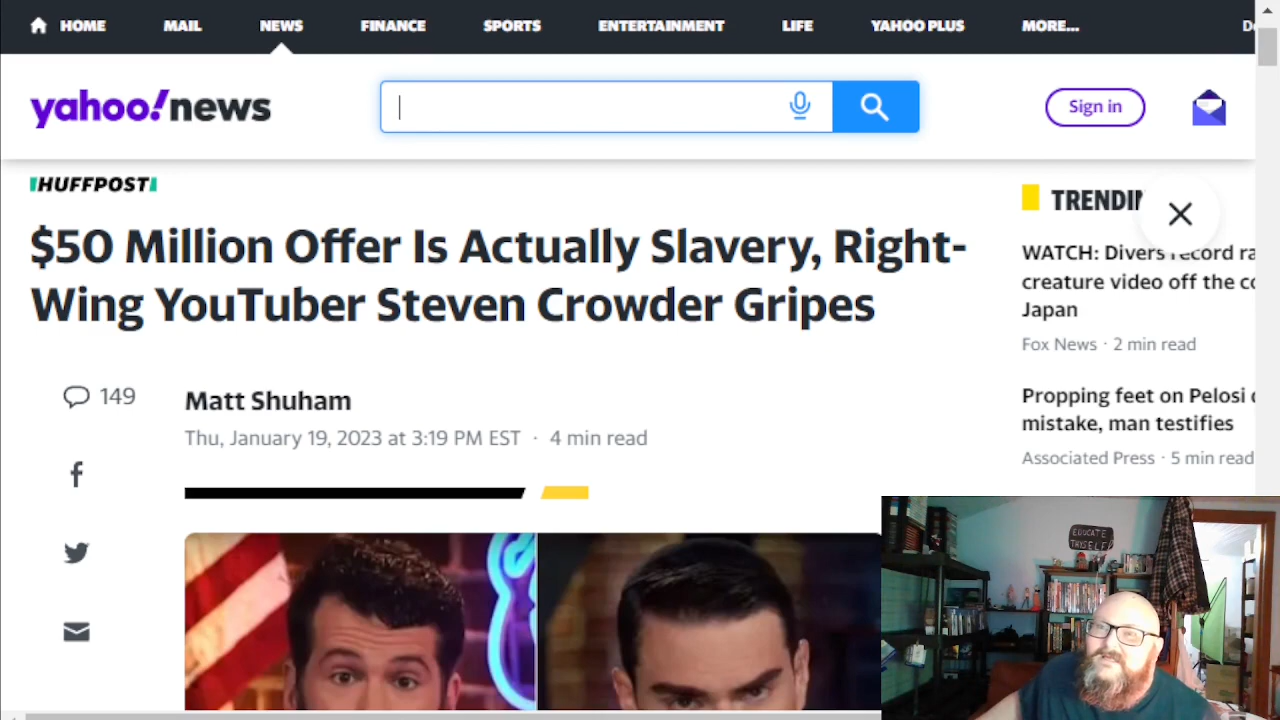 HOME MAIL NEWS FINANCE SPORTS ENTERTAINMENT LIFE YAHOO PLUS MORE...
yahoo!news
Sign in
HUFFPOST
$50 Million Offer Is Actually Slavery, Right-
Wing YouTuber Steven Crowder Gripes
149
Matt Shuham
Thu, January 19, 2023 at 3:19 PM EST · 4 min read
WATCH: Divers record
creature video off the
Japan
Fox News · 2 min read
Propping feet on Pelosi
mistake, man testifies
Associated Press · 5 min read
EDUCATE
THYSELF